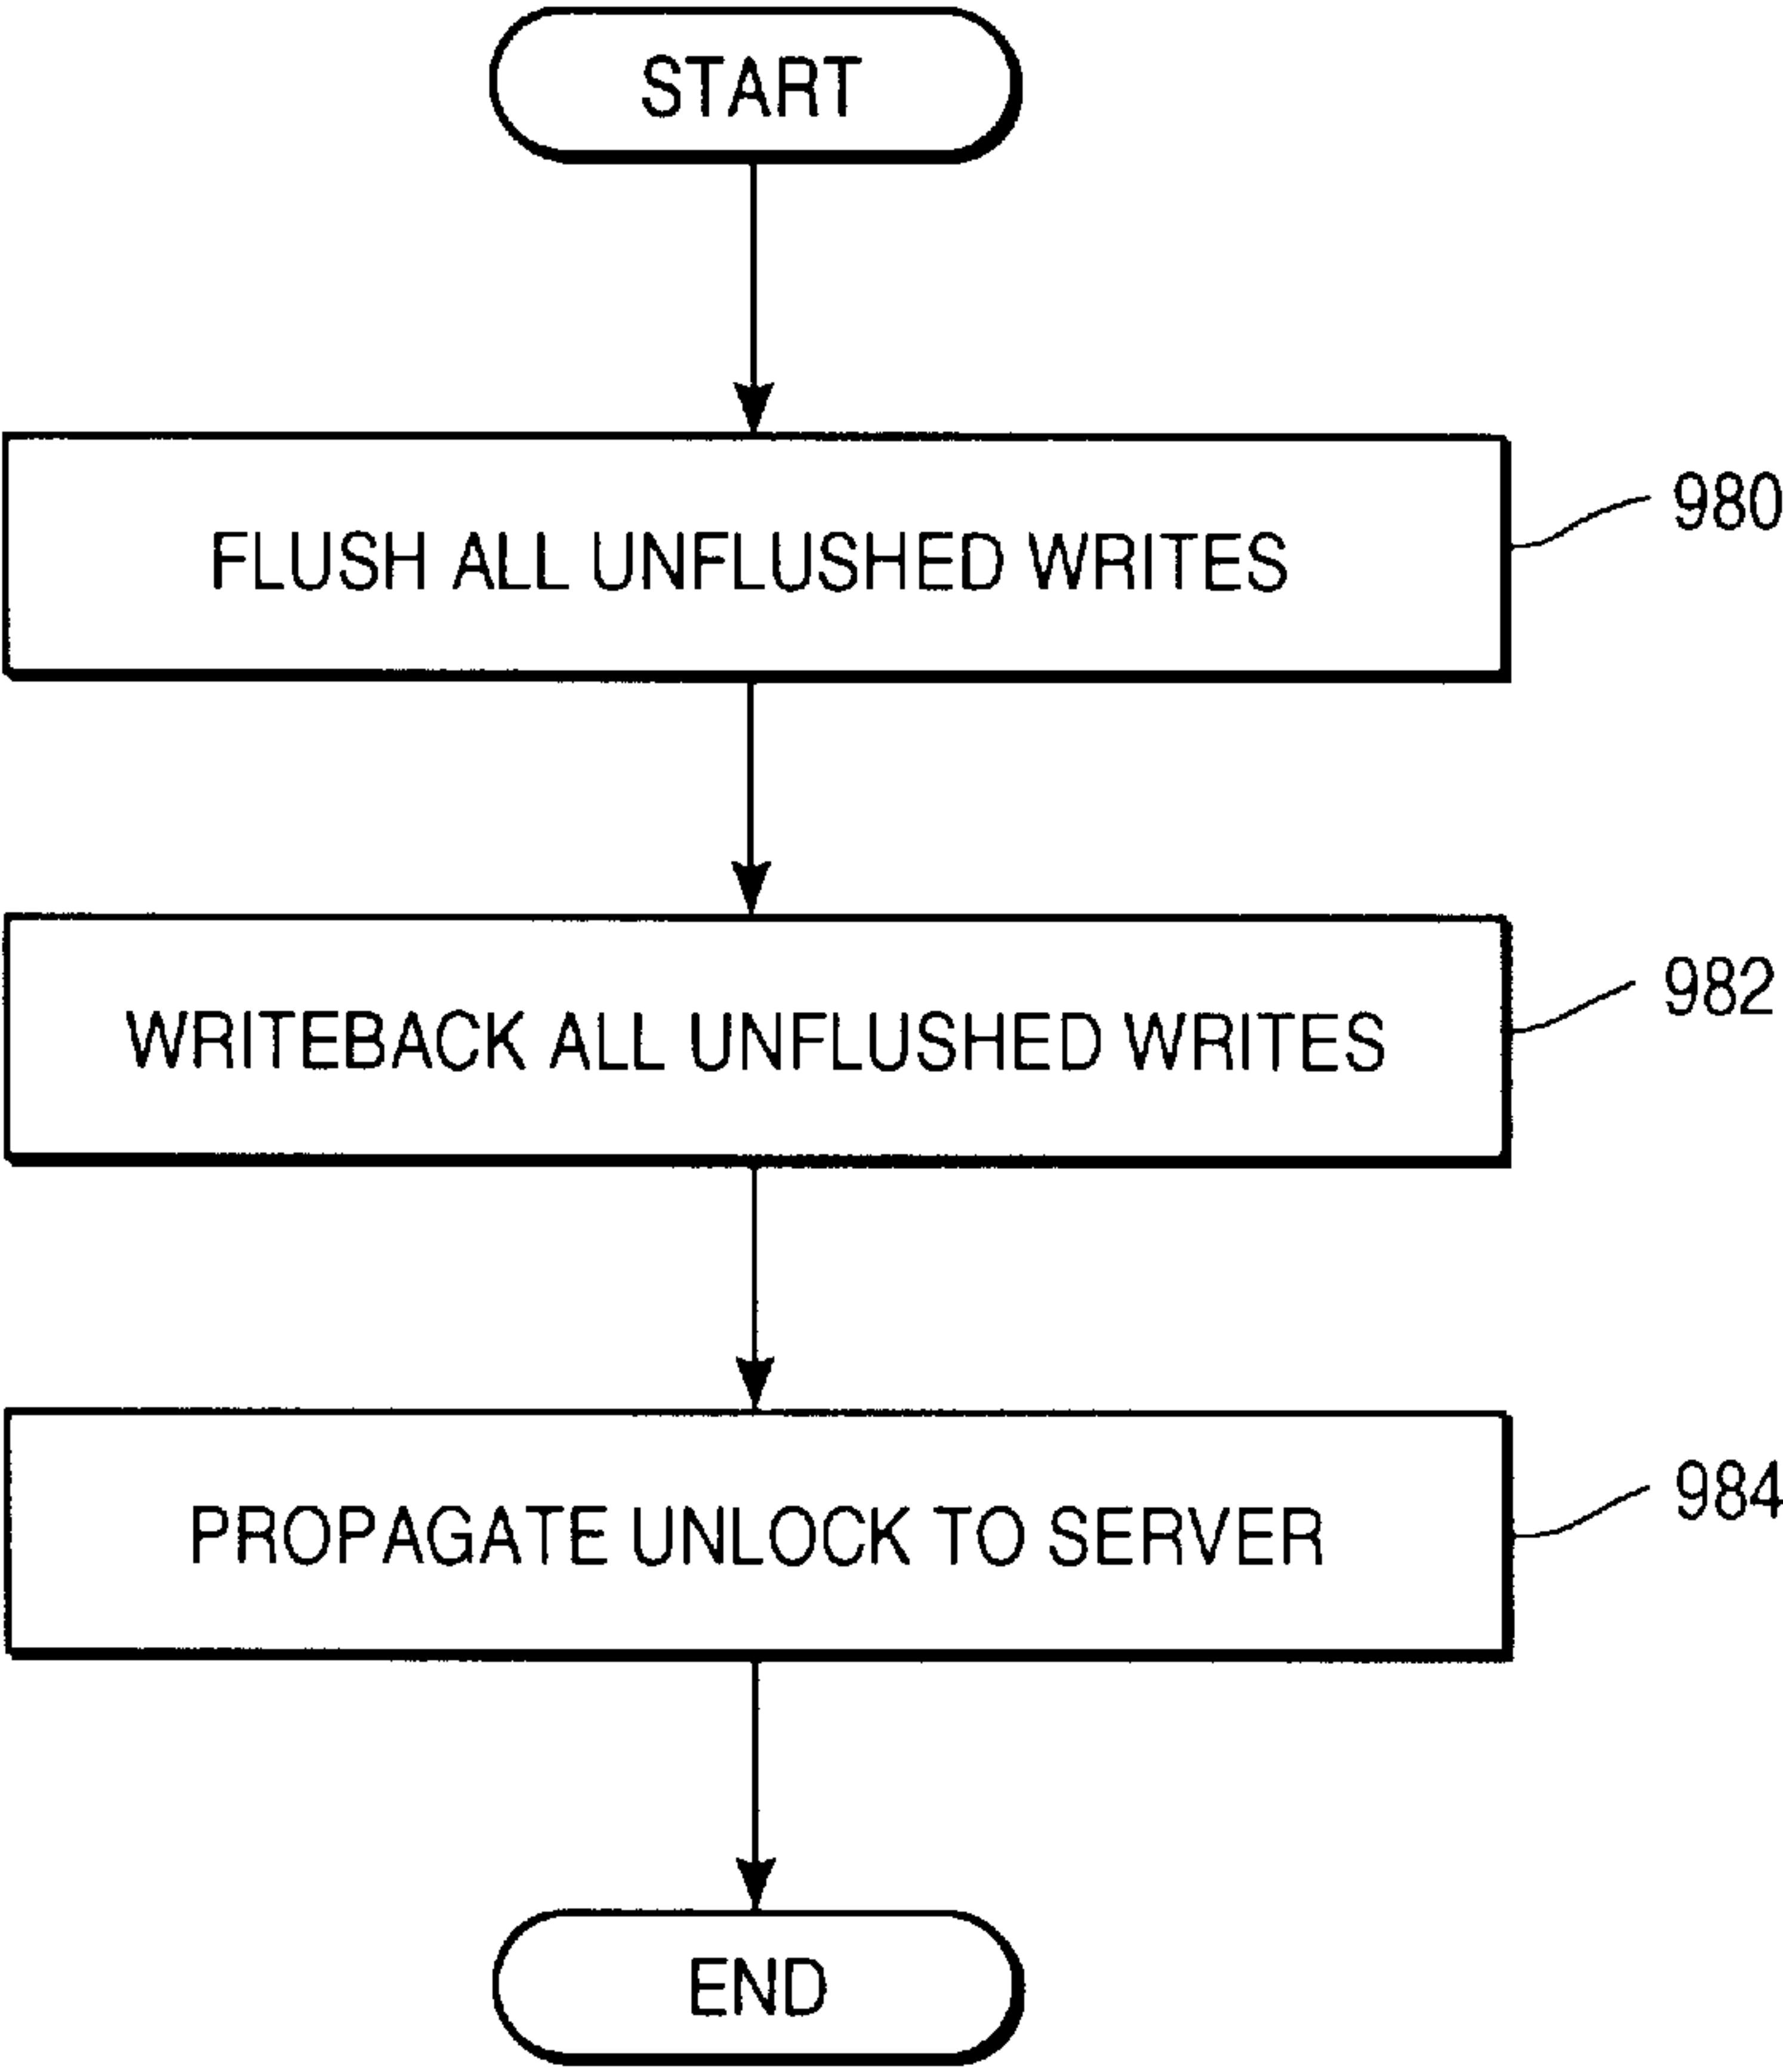 START
FLUSH ALL UNFLUSHED WRITES
980
WRITEBACK ALL UNFLUSHED WRITES
982
PROPAGATE UNLOCK TO SERVER
984
END